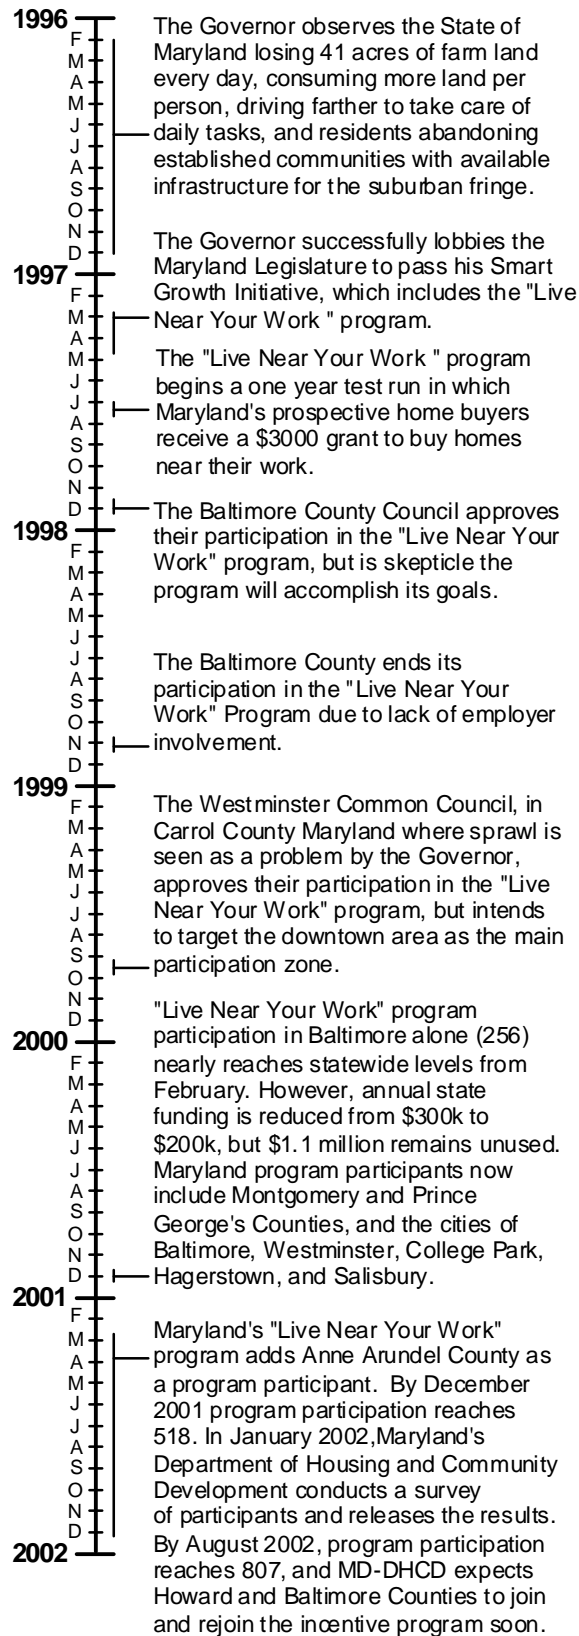 1996
F
M
A
M
J
J
A
S
O
N
D
The Governor observes the State of
Maryland losing 41 acres of farm land
every day, consuming more land per
person, driving farther to take care of
daily tasks, and residents abandoning
established communities with available
infrastructure for the suburban fringe.
The Governor successfully lobbies the
Maryland Legislature to pass his Smart
Growth Initiative, which includes the "Live
Near Your Work " program.
1997
F
M
A
M
J
J
A
S
O
N
D
The "Live Near Your Work " program
begins a one year test run in which
Maryland's prospective home buyers
receive a $3000 grant to buy homes
near their work.
The Baltimore County Council approves
their participation in the "Live Near Your
Work" program, but is skepticle the
program will accomplish its goals.
1998
F
M
A
M
J
J
A
S
O
N
D
The Baltimore County ends its
participation in the "Live Near Your
Work" Program due to lack of employer
involvement.
1999
F
M
A
M
J
J
A
S
O
N
D
The Westminster Common Council, in
Carrol County Maryland where sprawl is
seen as a problem by the Governor,
approves their participation in the "Live
Near Your Work" program, but intends
to target the downtown area as the main
participation zone.
2000
F
M
A
M
J
J
A
S
O
N
D
"Live Near Your Work" program
participation in Baltimore alone (256)
nearly reaches statewide levels from
February. However, annual state
funding is reduced from $300k to
$200k, but $1.1 million remains unused.
Maryland program participants now
include Montgomery and Prince
George's Counties, and the cities of
Baltimore, Westminster, College Park,
Hagerstown, and Salisbury.
2001
F
M
A
M
J
J
A
S
O
N
D
Maryland's "Live Near Your Work"
program adds Anne Arundel County as
a program participant. By December
2001 program participation reaches
518. In January 2002,Maryland's
Department of Housing and Community
Development conducts a survey
of participants and releases the results.
By August 2002, program participation
reaches 807, and MD-DHCD expects
Howard and Baltimore Counties to join
and rejoin the incentive program soon.
2002